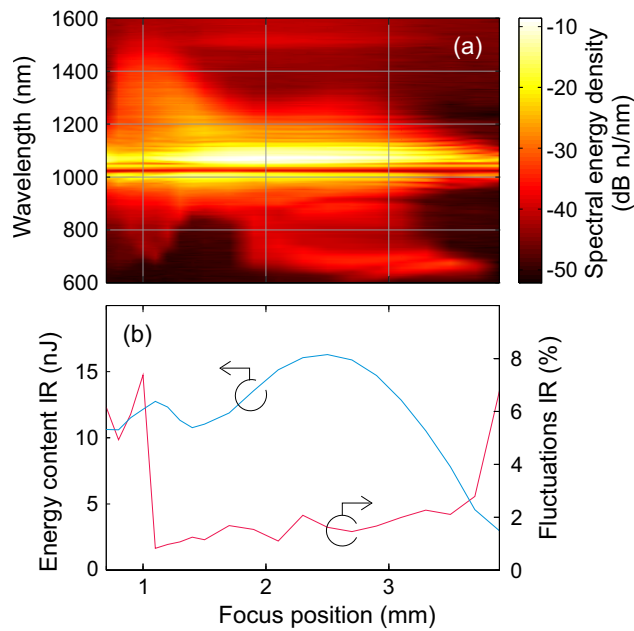 (a)
Wavelength (nm)
1600
1400
1200
1000
800
600
-10
-20
-30
-40
-50
Spectral energy density
(dB nJ/nm)
(b)
Energy content IR (nJ)
15
10
5
0
8
6
4
2
0
Fluctuations IR (%)
1
2
3
Focus position (mm)